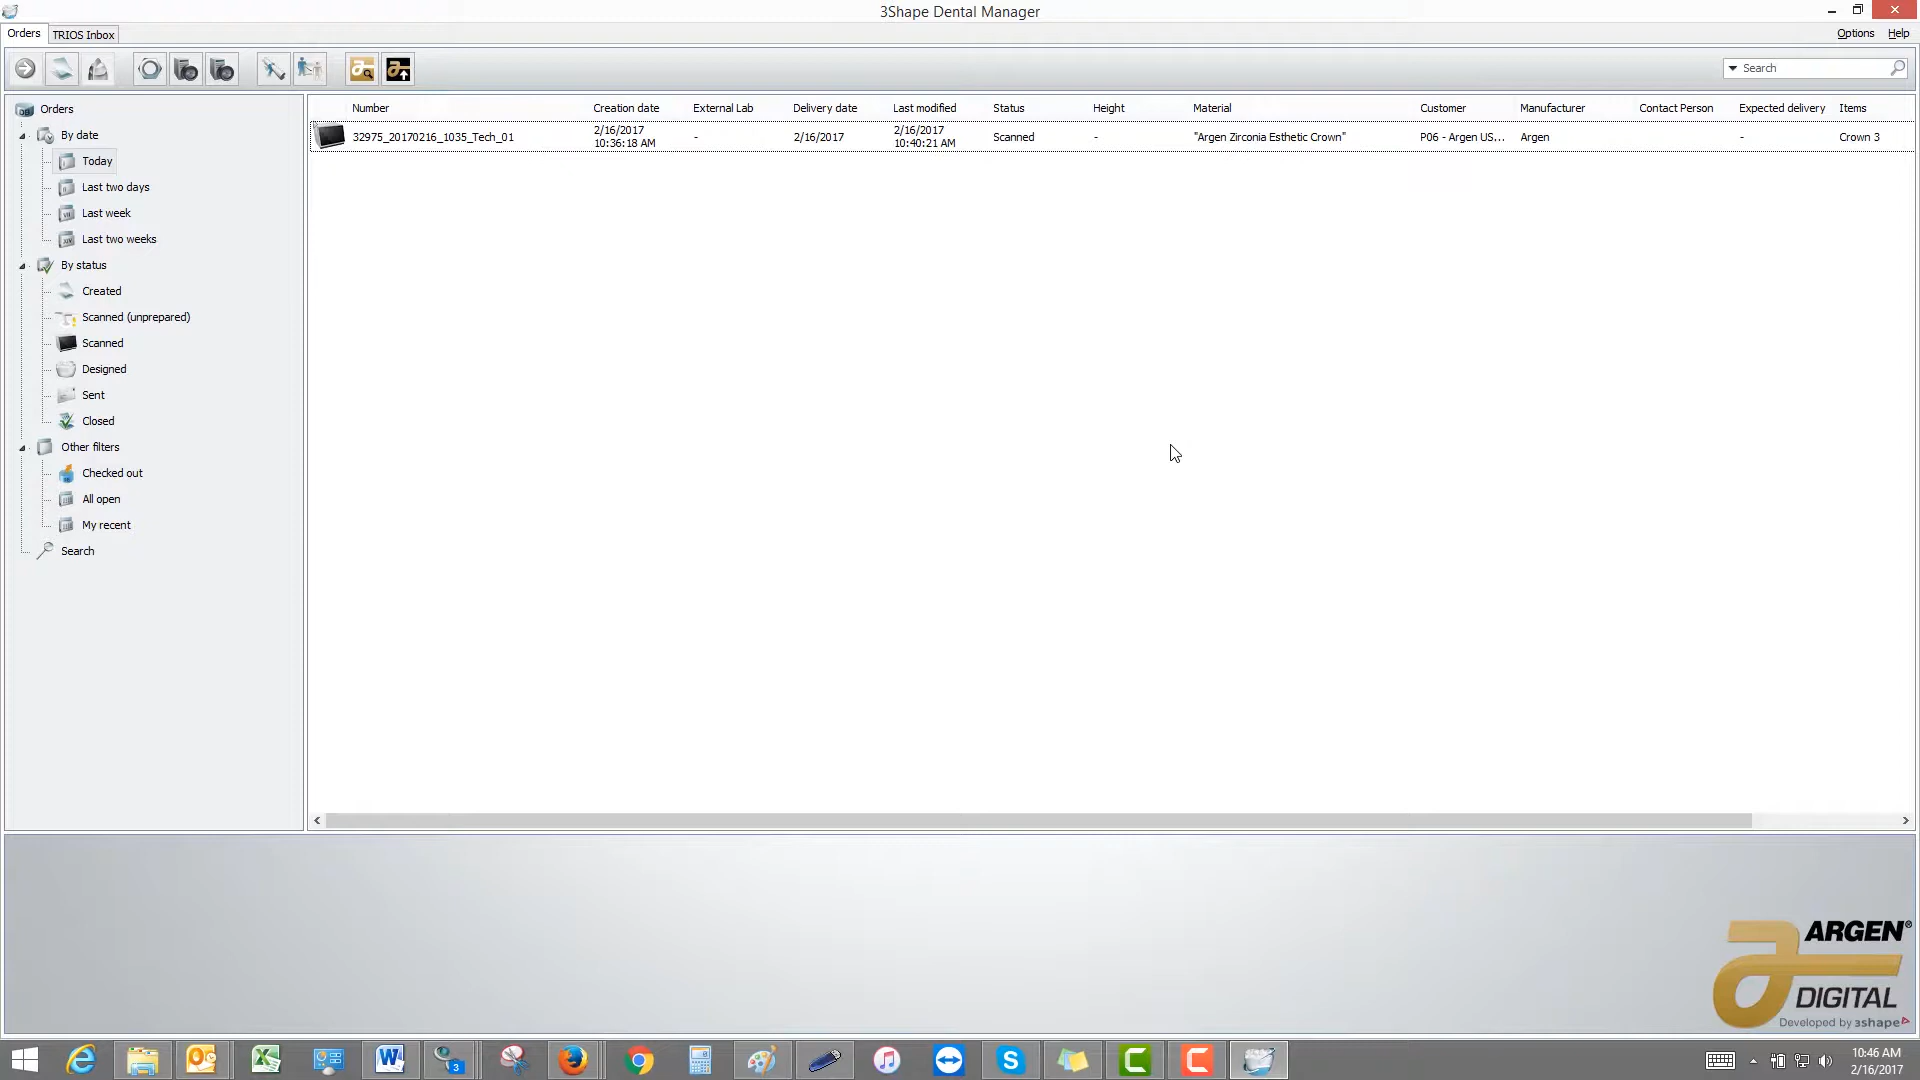 3Shape Dental Manager
Orders
TRIOS Inbox
Options
Help
Search
Orders
By date
Today
Last two days
Last week
Last two weeks
By status
Created
Scanned (unprepared)
Scanned
Designed
Sent
Closed
Other filters
Checked out
All open
My recent
Search
Number Creation date External Lab Delivery date Last modified Status Height Material Customer Manufacturer Contact Person Expected delivery Items
32975_20170216_1035_Tech_01 2/16/2017 10:36:18 AM - 2/16/2017 2/16/2017 10:40:21 AM Scanned - "Argen Zirconia Esthetic Crown" P06 - Argen US... Argen - Crown 3
ARGEN®
DIGITAL
Developed by 3shape
3
10:46 AM
2/16/2017